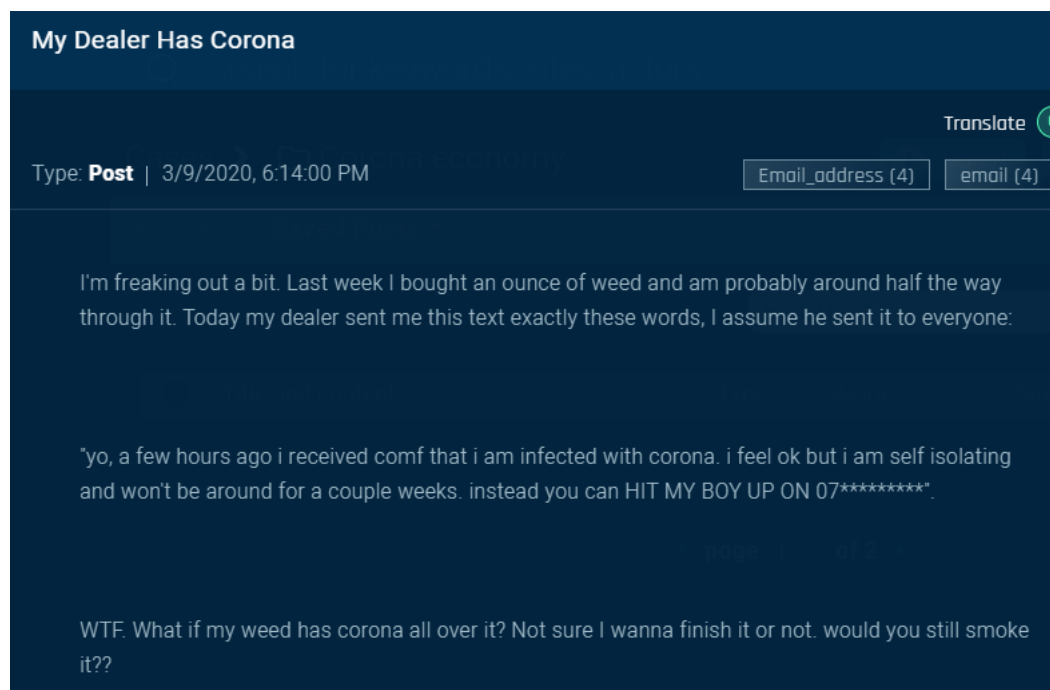 My Dealer Has Corona
Translate
Type: Post | 3/9/2020, 6:14:00 PM
Email_address (4) email (4)
I'm freaking out a bit. Last week I bought an ounce of weed and am probably around half the way
through it. Today my dealer sent me this text exactly these words, I assume he sent it to everyone:
"yo, a few hours ago i received comf that i am infected with corona. i feel ok but i am self isolating
and won't be around for a couple weeks. instead you can HIT MY BOY UP ON 07*********".
page of 2
WTF. What if my weed has corona all over it? Not sure I wanna finish it or not. would you still smoke
it??